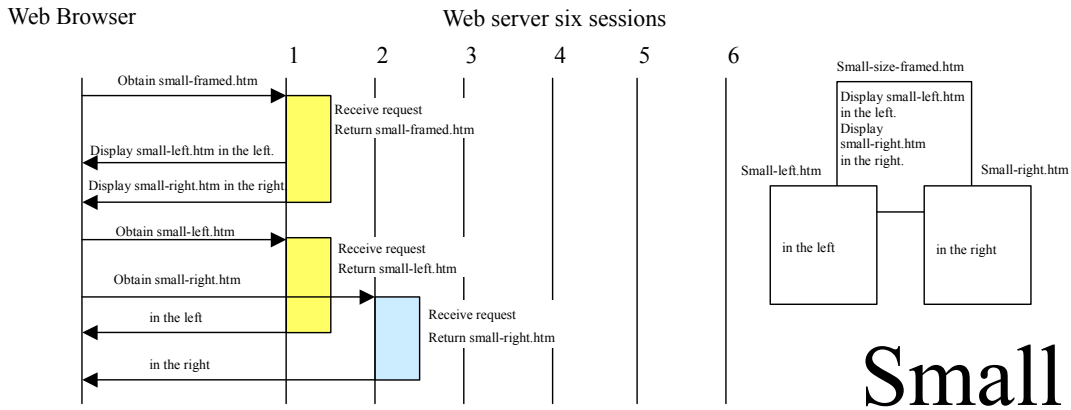 Web Browser
Web server six sessions
1
2
3
4
5
6
Obtain small-framed.htm
Receive request
Return small-framed.htm
Display small-left.htm in the left.
Display small-right.htm in the right
Obtain small-left.htm
Receive request
Return small-left.htm
Obtain small-right.htm
Receive request
Return small-right.htm
in the left
in the right
Small-size-framed.htm
Display small-left.htm
in the left.
Display
small-right.htm
in the right.
Small-left.htm
Small-right.htm
in the left
in the right
Small